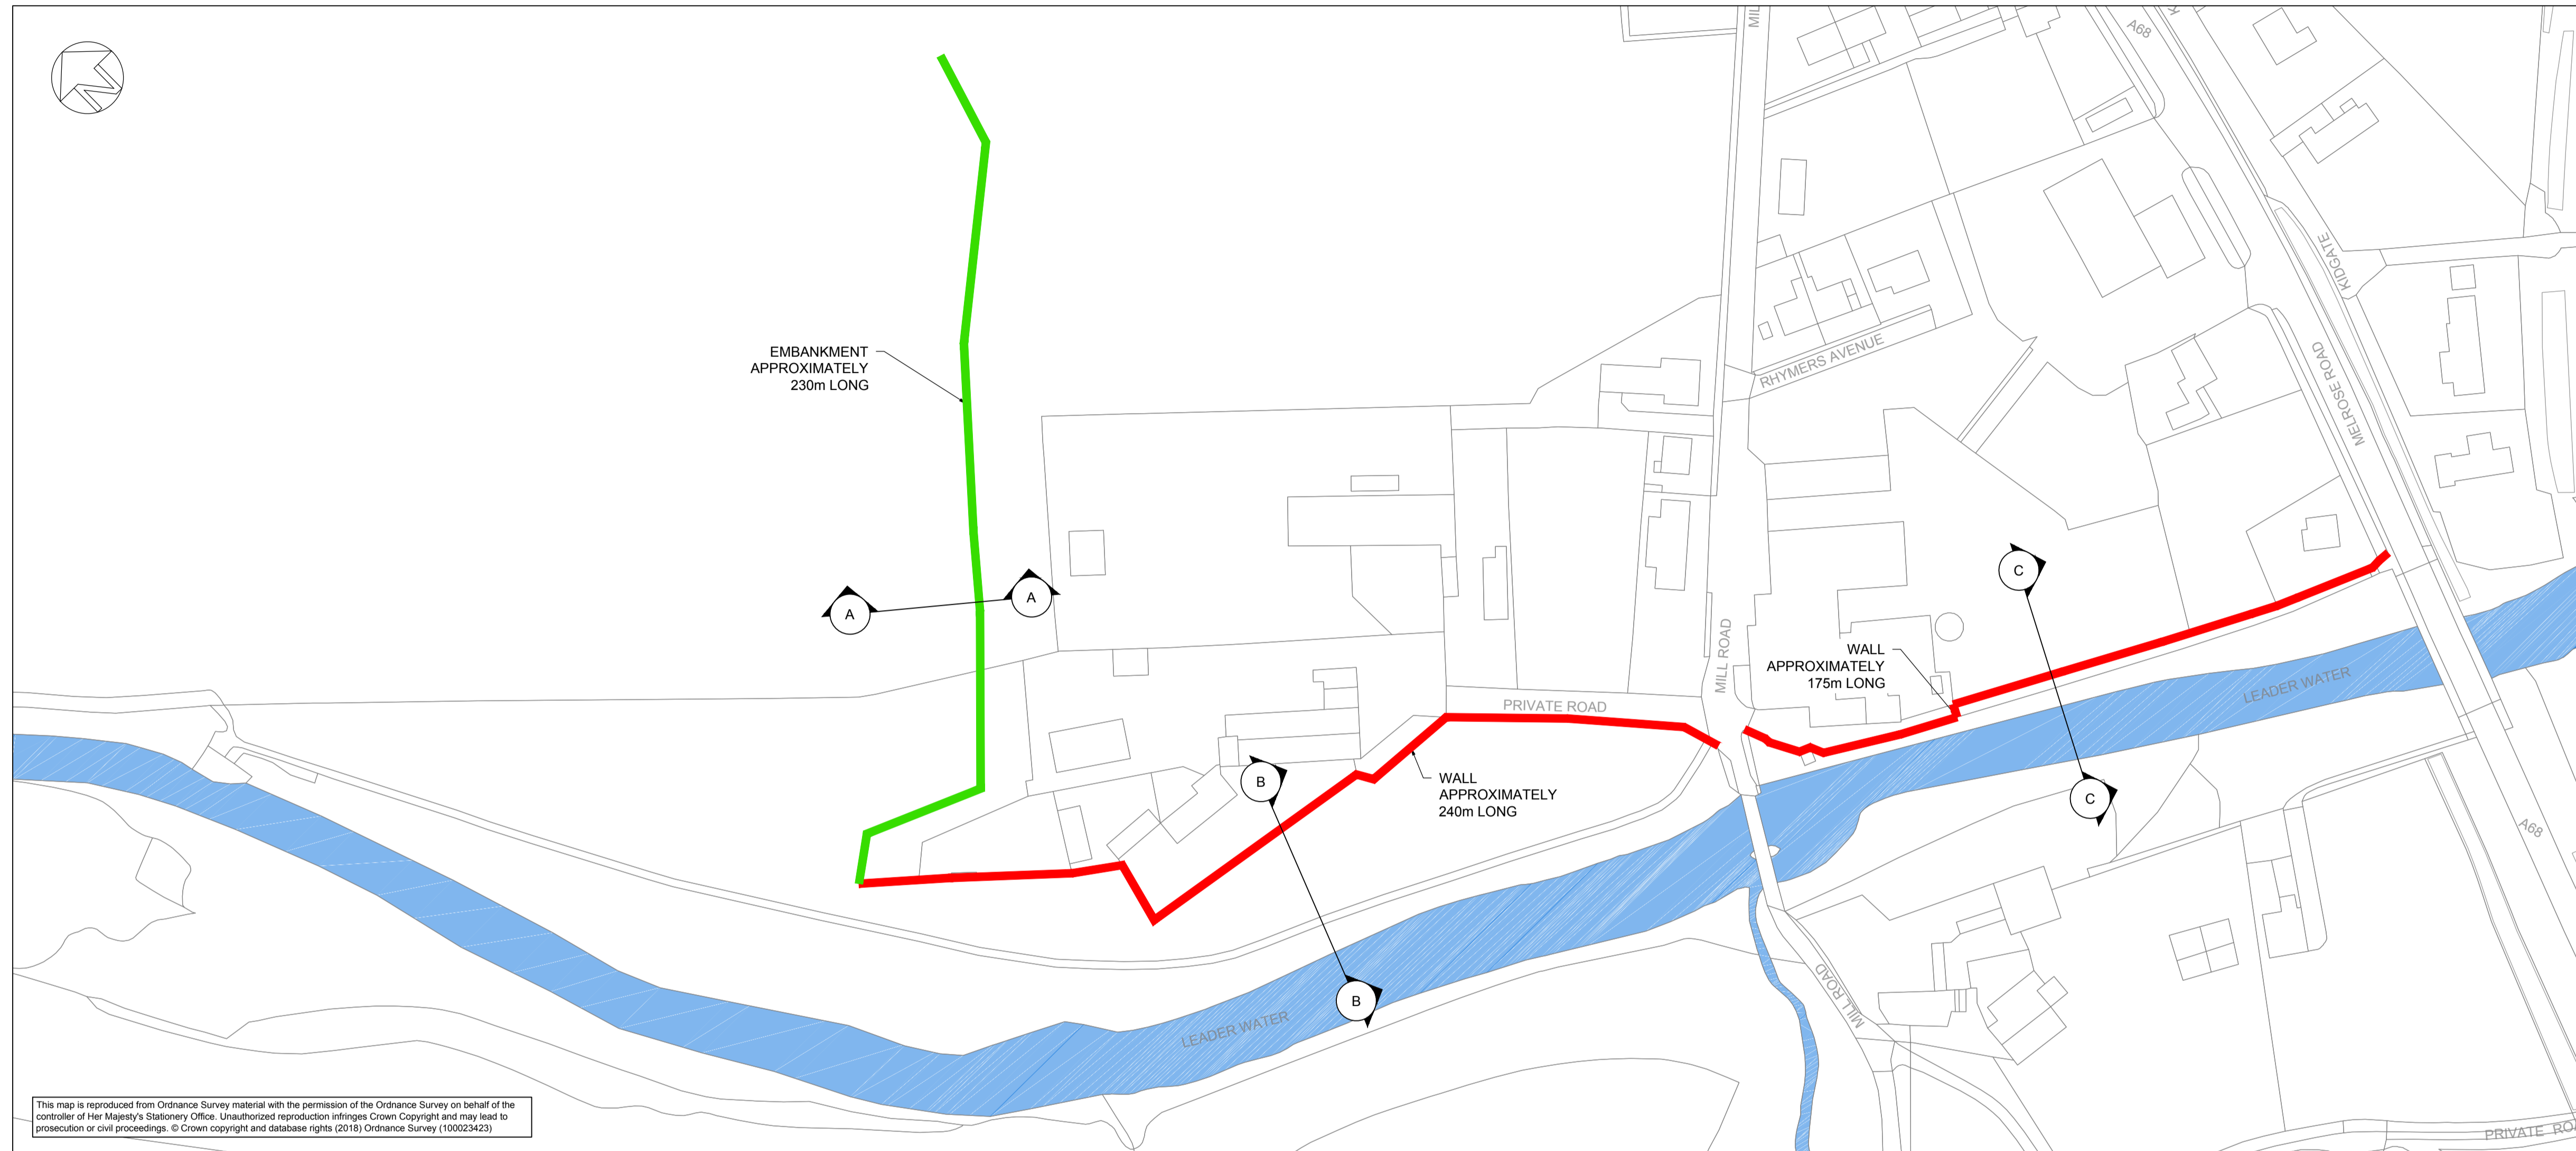 MIL
A68
K
KIDGATE
MELROSE ROAD
RHYMERS AVENUE
EMBANKMENT
APPROXIMATELY
230m LONG
A
A
C
WALL
APPROXIMATELY
175m LONG
MILL ROAD
PRIVATE ROAD
LEADER WATER
B
WALL
APPROXIMATELY
240m LONG
C
A68
B
LEADER WATER
MILL ROAD
PRIVATE ROA
This map is reproduced from Ordnance Survey material with the permission of the Ordnance Survey on behalf of the
controller of Her Majesty's Stationery Office. Unauthorized reproduction infringes Crown Copyright and may lead to
prosecution or civil proceedings. © Crown copyright and database rights (2018) Ordnance Survey (100023423)